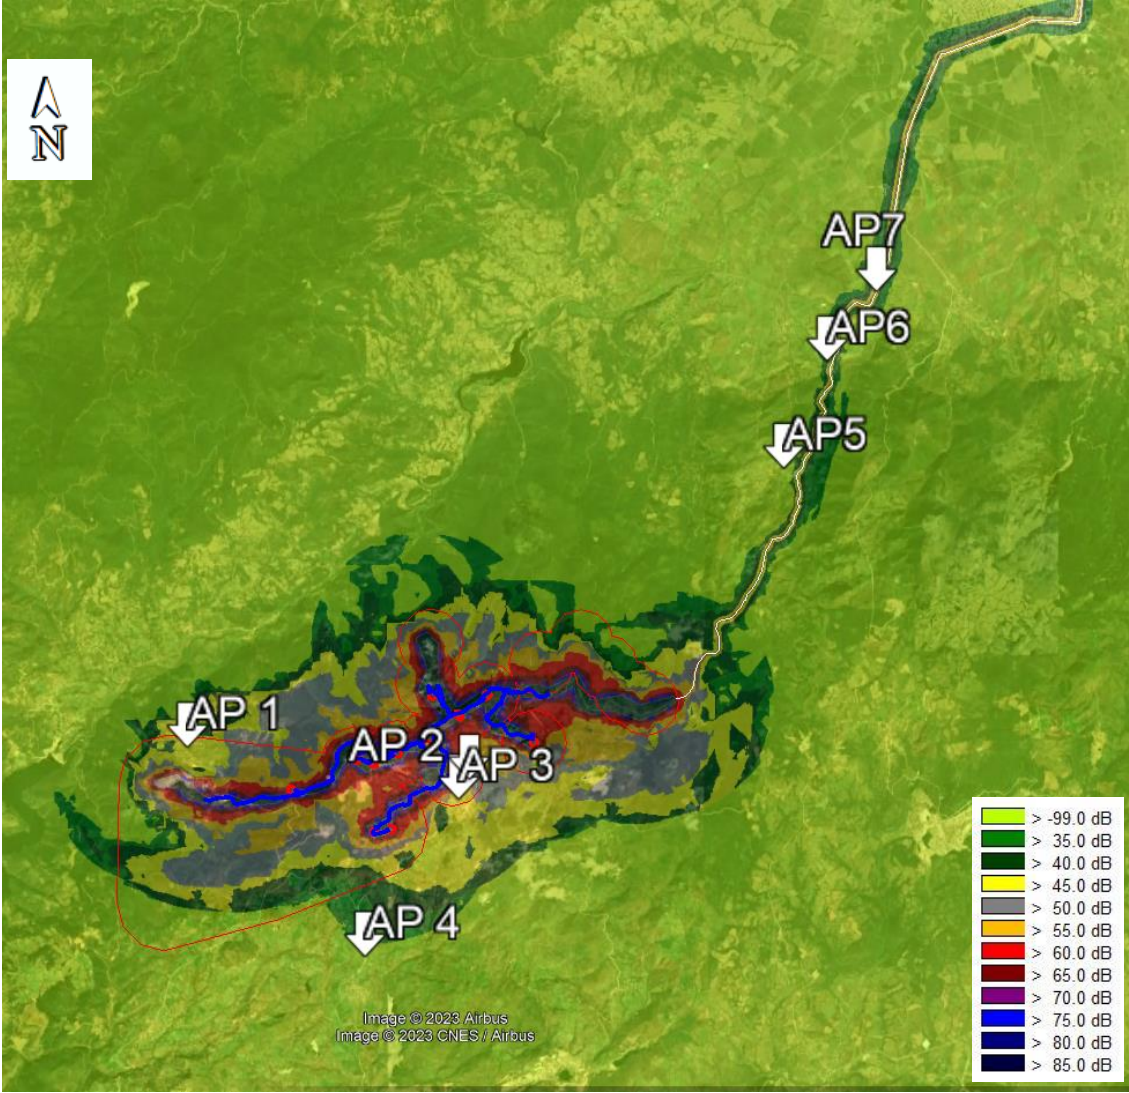 N
AP7
AP6
AP5
AP 1
AP 2
AP 3
AP 4
Image © 2023 Airbus
Image © 2023 CNES / Airbus
> -99.0 dB
> 35.0 dB
> 40.0 dB
> 45.0 dB
> 50.0 dB
> 55.0 dB
> 60.0 dB
> 65.0 dB
> 70.0 dB
> 75.0 dB
> 80.0 dB
> 85.0 dB